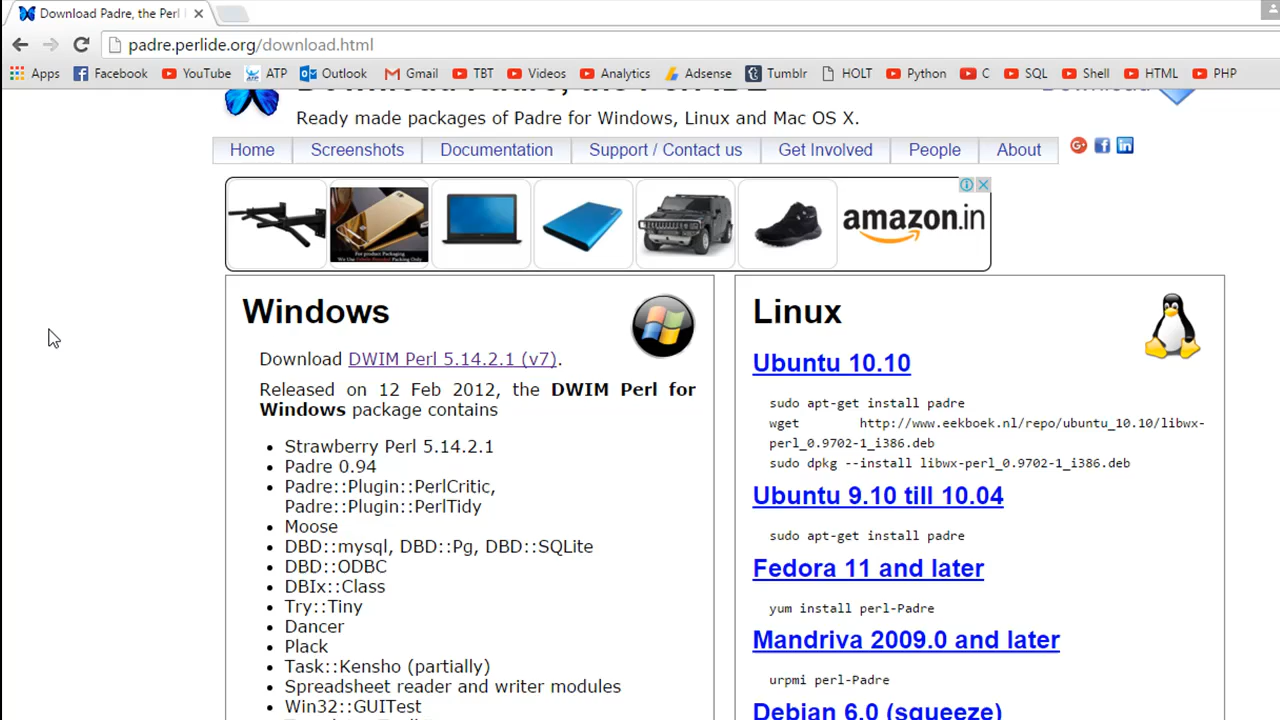 Download Padre, the Perl
padre.perlide.org/download.html
Apps Facebook YouTube ATP Outlook Gmail TBT Videos Analytics Adsense Tumblr HOLT Python C SQL Shell HTML PHP
Ready made packages of Padre for Windows, Linux and Mac OS X.
Home Screenshots Documentation Support / Contact us Get Involved People About
amazon.in
Windows
Download DWIM Perl 5.14.2.1 (v7).
Released on 12 Feb 2012, the DWIM Perl for
Windows package contains
Strawberry Perl 5.14.2.1
Padre 0.94
Padre::Plugin::PerlCritic,
Padre::Plugin::PerlTidy
Moose
DBD::mysql, DBD::Pg, DBD::SQLite
DBD::ODBC
DBIx::Class
Try::Tiny
Dancer
Plack
Task::Kensho (partially)
Spreadsheet reader and writer modules
Win32::GUITest
Linux
Ubuntu 10.10
sudo apt-get install padre
wget http://www.eekboek.nl/repo/ubuntu_10.10/libwx-
perl_0.9702-1_i386.deb
sudo dpkg --install libwx-perl_0.9702-1_i386.deb
Ubuntu 9.10 till 10.04
sudo apt-get install padre
Fedora 11 and later
yum install perl-Padre
Mandriva 2009.0 and later
urpmi perl-Padre
Debian 6.0 (squeeze)